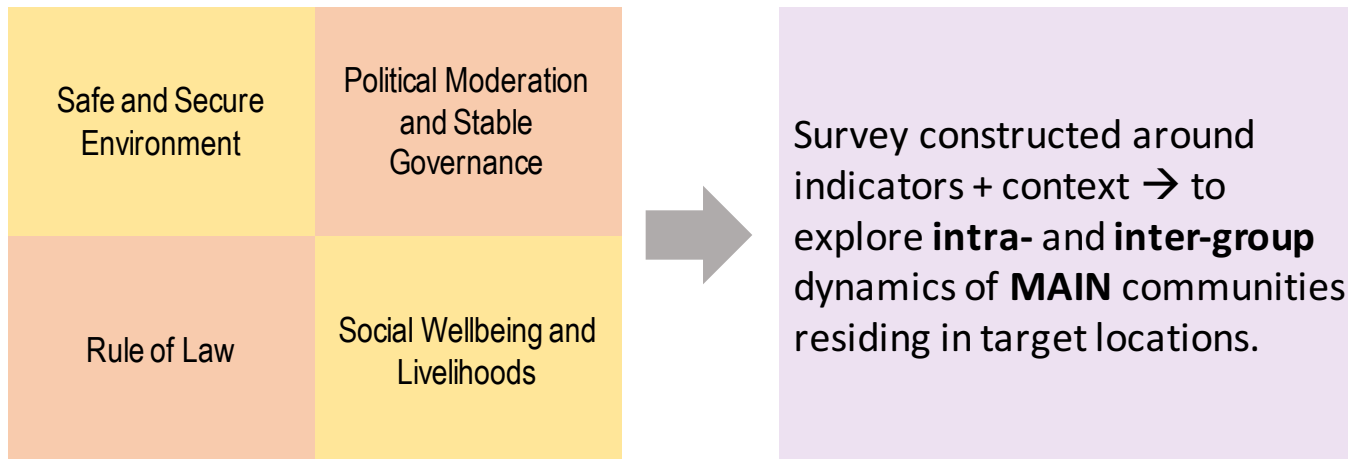 Safe and Secure
Environment
Political Moderation
and Stable
Governance
Rule of Law
Social Wellbeing and
Livelihoods
Survey constructed around
indicators + context → to
explore intra- and inter-group
dynamics of MAIN communities
residing in target locations.